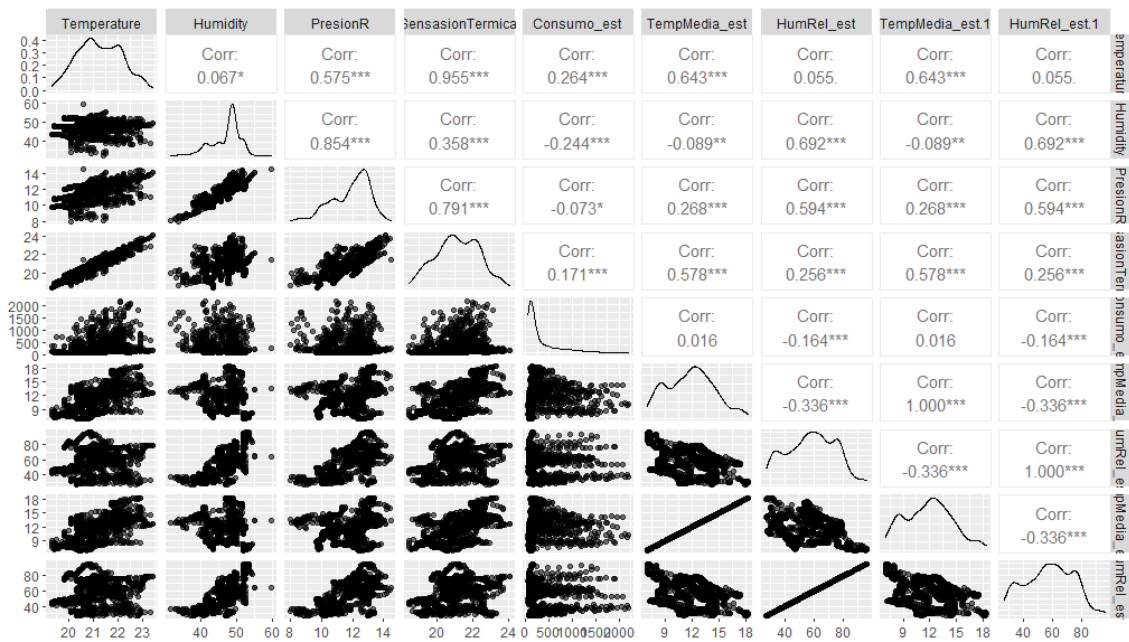 Temperature Humidity PresionR SensasionTermica Consumo_est TempMedia_est HumRel_est TempMedia_est.1 HumRel_est.1
0.4
0.3
0.2
0.1
0.0
Corr: Corr: Corr: Corr: Corr: Corr: Corr: Corr:
0.067* 0.575*** 0.955*** 0.264*** 0.643*** 0.055. 0.643*** 0.055.
emperatur
60
50
40
Corr: Corr: Corr: Corr: Corr: Corr: Corr:
0.854*** 0.358*** -0.244*** -0.089** 0.692*** -0.089** 0.692***
Humidity
14
12
10
8
Corr: Corr: Corr: Corr: Corr: Corr:
0.791*** -0.073* 0.268*** 0.594*** 0.268*** 0.594***
PresionR
24
22
20
Corr: Corr: Corr: Corr: Corr:
0.171*** 0.578*** 0.256*** 0.578*** 0.256***
asionTer
2000
1500
1000
500
0
Corr: Corr: Corr: Corr:
0.016 -0.164*** 0.016 -0.164***
onsumo_e
18
15
12
9
Corr: Corr: Corr:
-0.336*** 1.000*** -0.336***
mpMedia_
80
60
40
Corr: Corr:
-0.336*** 1.000***
umRel_es
18
15
12
9
Corr:
-0.336***
pMedia_e
80
60
40
mRel_est
20 21 22 23 40 50 60 8 10 12 14 20 22 24 0 500 1000 1500 2000 9 12 15 18 40 60 80 9 12 15 18 40 60 80